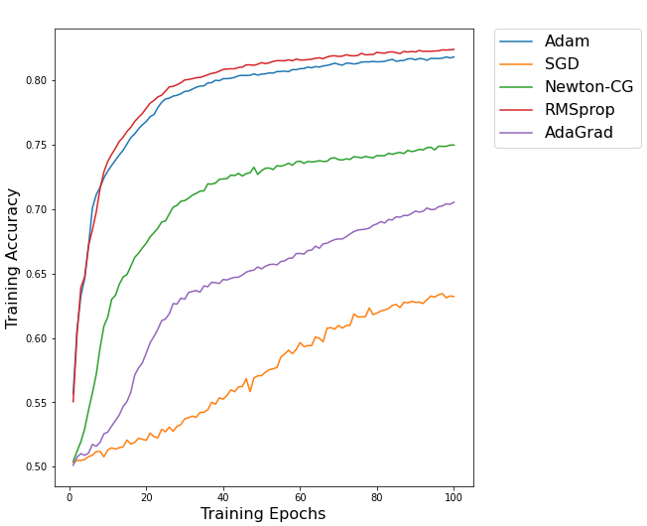 Adam
SGD
Newton-CG
RMSprop
AdaGrad
Training Accuracy
0.80
0.75
0.70
0.65
0.60
0.55
0.50
0 20 40 60 80 100
Training Epochs